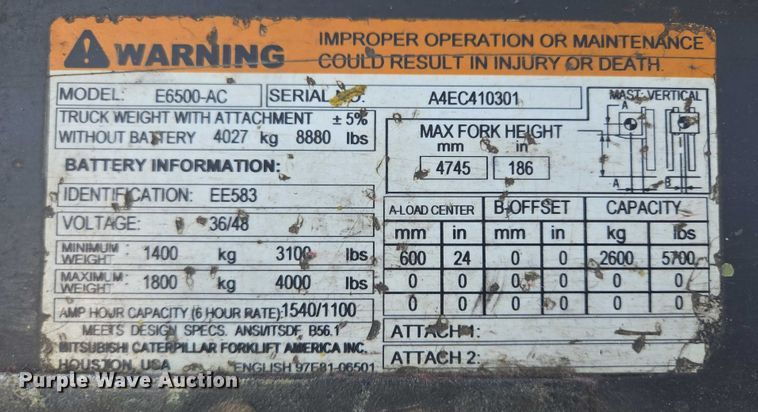 WARNING
IMPROPER OPERATION OR MAINTENANCE
COULD RESULT IN INJURY OR DEATH.
MODEL: E6500-AC SERIAL NO: A4EC410301
TRUCK WEIGHT WITH ATTACHMENT ± 5%
WITHOUT BATTERY 4027 kg 8880 lbs
BATTERY INFORMATION:
IDENTIFICATION: EE583
VOLTAGE: 36/48
MINIMUM WEIGHT 1400 kg 3100 lbs
MAXIMUM WEIGHT 1800 kg 4000 lbs
AMP HOUR CAPACITY (6 HOUR RATE): 1540/1100
MEETS DESIGN SPECS. ANSI/ITSDF B56.1
MITSUBISHI CATERPILLAR FORKLIFT AMERICA INC.
HOUSTON, USA ENGLISH 97E81-06501
MAST: VERTICAL
A
A B
MAX FORK HEIGHT
mm in
4745 186
A-LOAD CENTER B-OFFSET CAPACITY
mm in mm in kg lbs
600 24 0 0 2600 5700
0 0 0 0 0 0
0 0 0 0 0 0
ATTACH 1:
ATTACH 2:
Purple Wave Auction